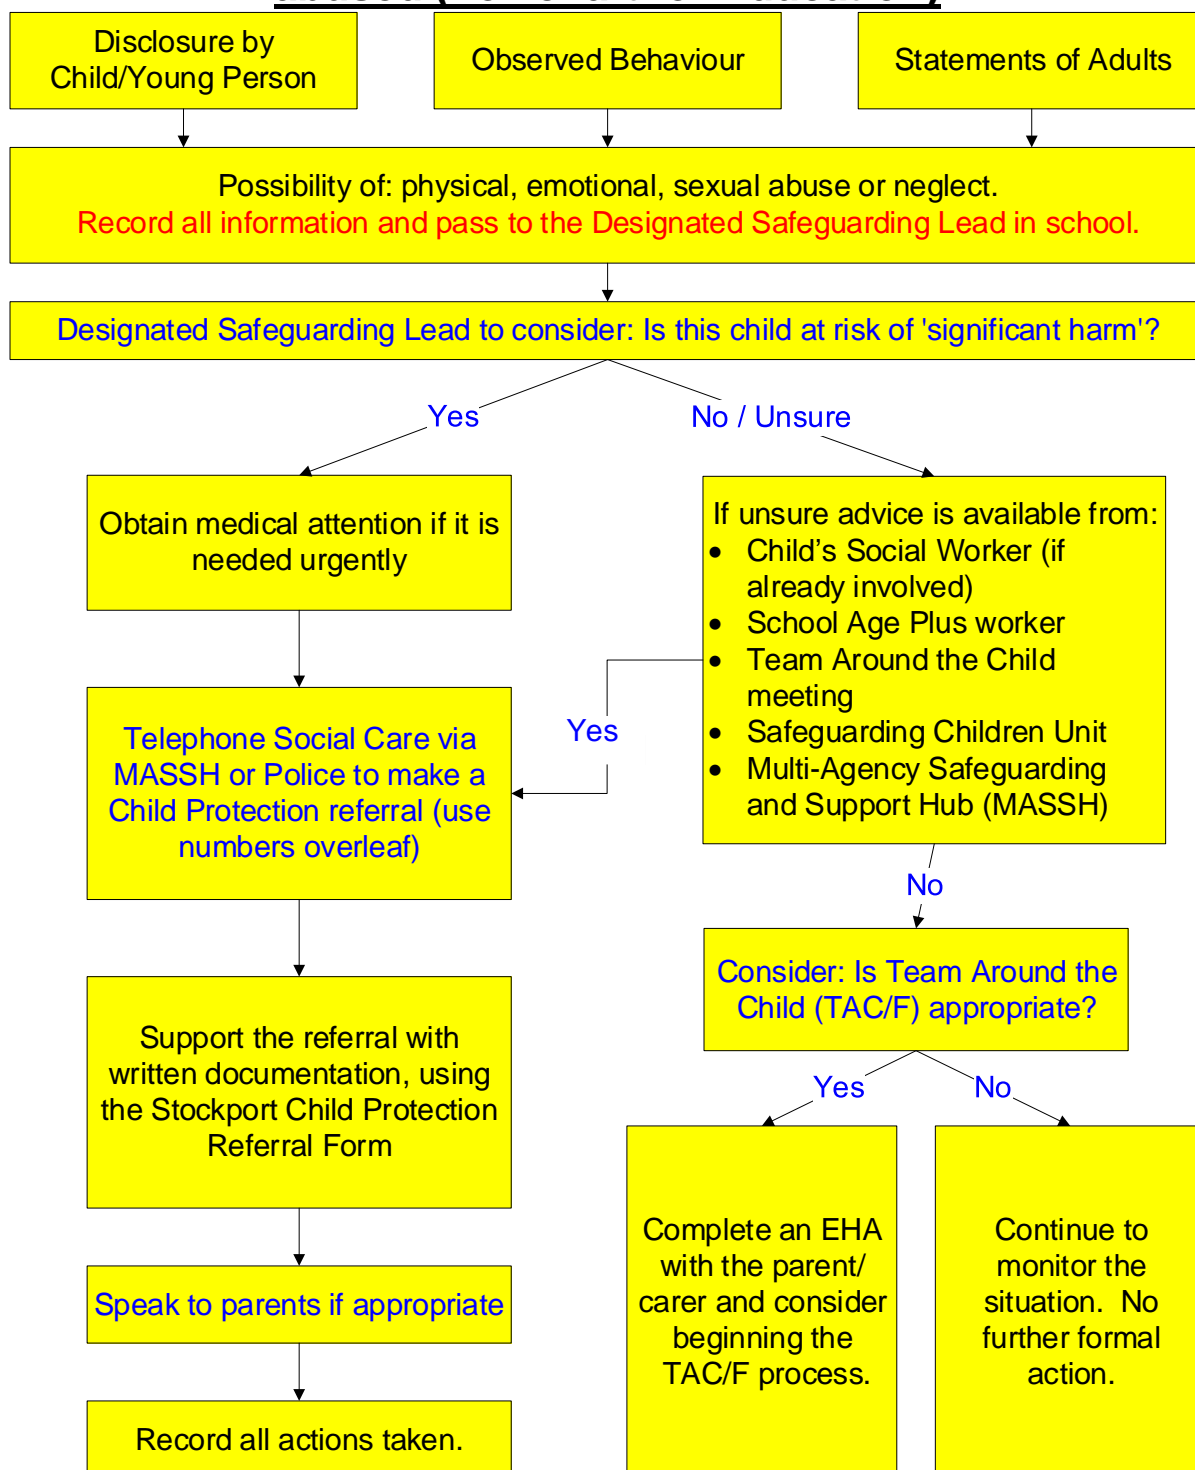 Disclosure by
Child/Young Person
Observed Behaviour
Statements of Adults
Possibility of: physical, emotional, sexual abuse or neglect.
Record all information and pass to the Designated Safeguarding Lead in school.
Designated Safeguarding Lead to consider: Is this child at risk of 'significant harm'?
Yes
No / Unsure
Obtain medical attention if it is
needed urgently
If unsure advice is available from:
• Child's Social Worker (if
already involved)
• School Age Plus worker
• Team Around the Child
meeting
• Safeguarding Children Unit
• Multi-Agency Safeguarding
and Support Hub (MASSH)
Yes
Telephone Social Care via
MASSH or Police to make a
Child Protection referral (use
numbers overleaf)
No
Consider: Is Team Around the
Child (TAC/F) appropriate?
Support the referral with
written documentation, using
the Stockport Child Protection
Referral Form
Yes
No
Complete an EHA
with the parent/
carer and consider
beginning the
TAC/F process.
Continue to
monitor the
situation.  No
further formal
action.
Speak to parents if appropriate
Record all actions taken.